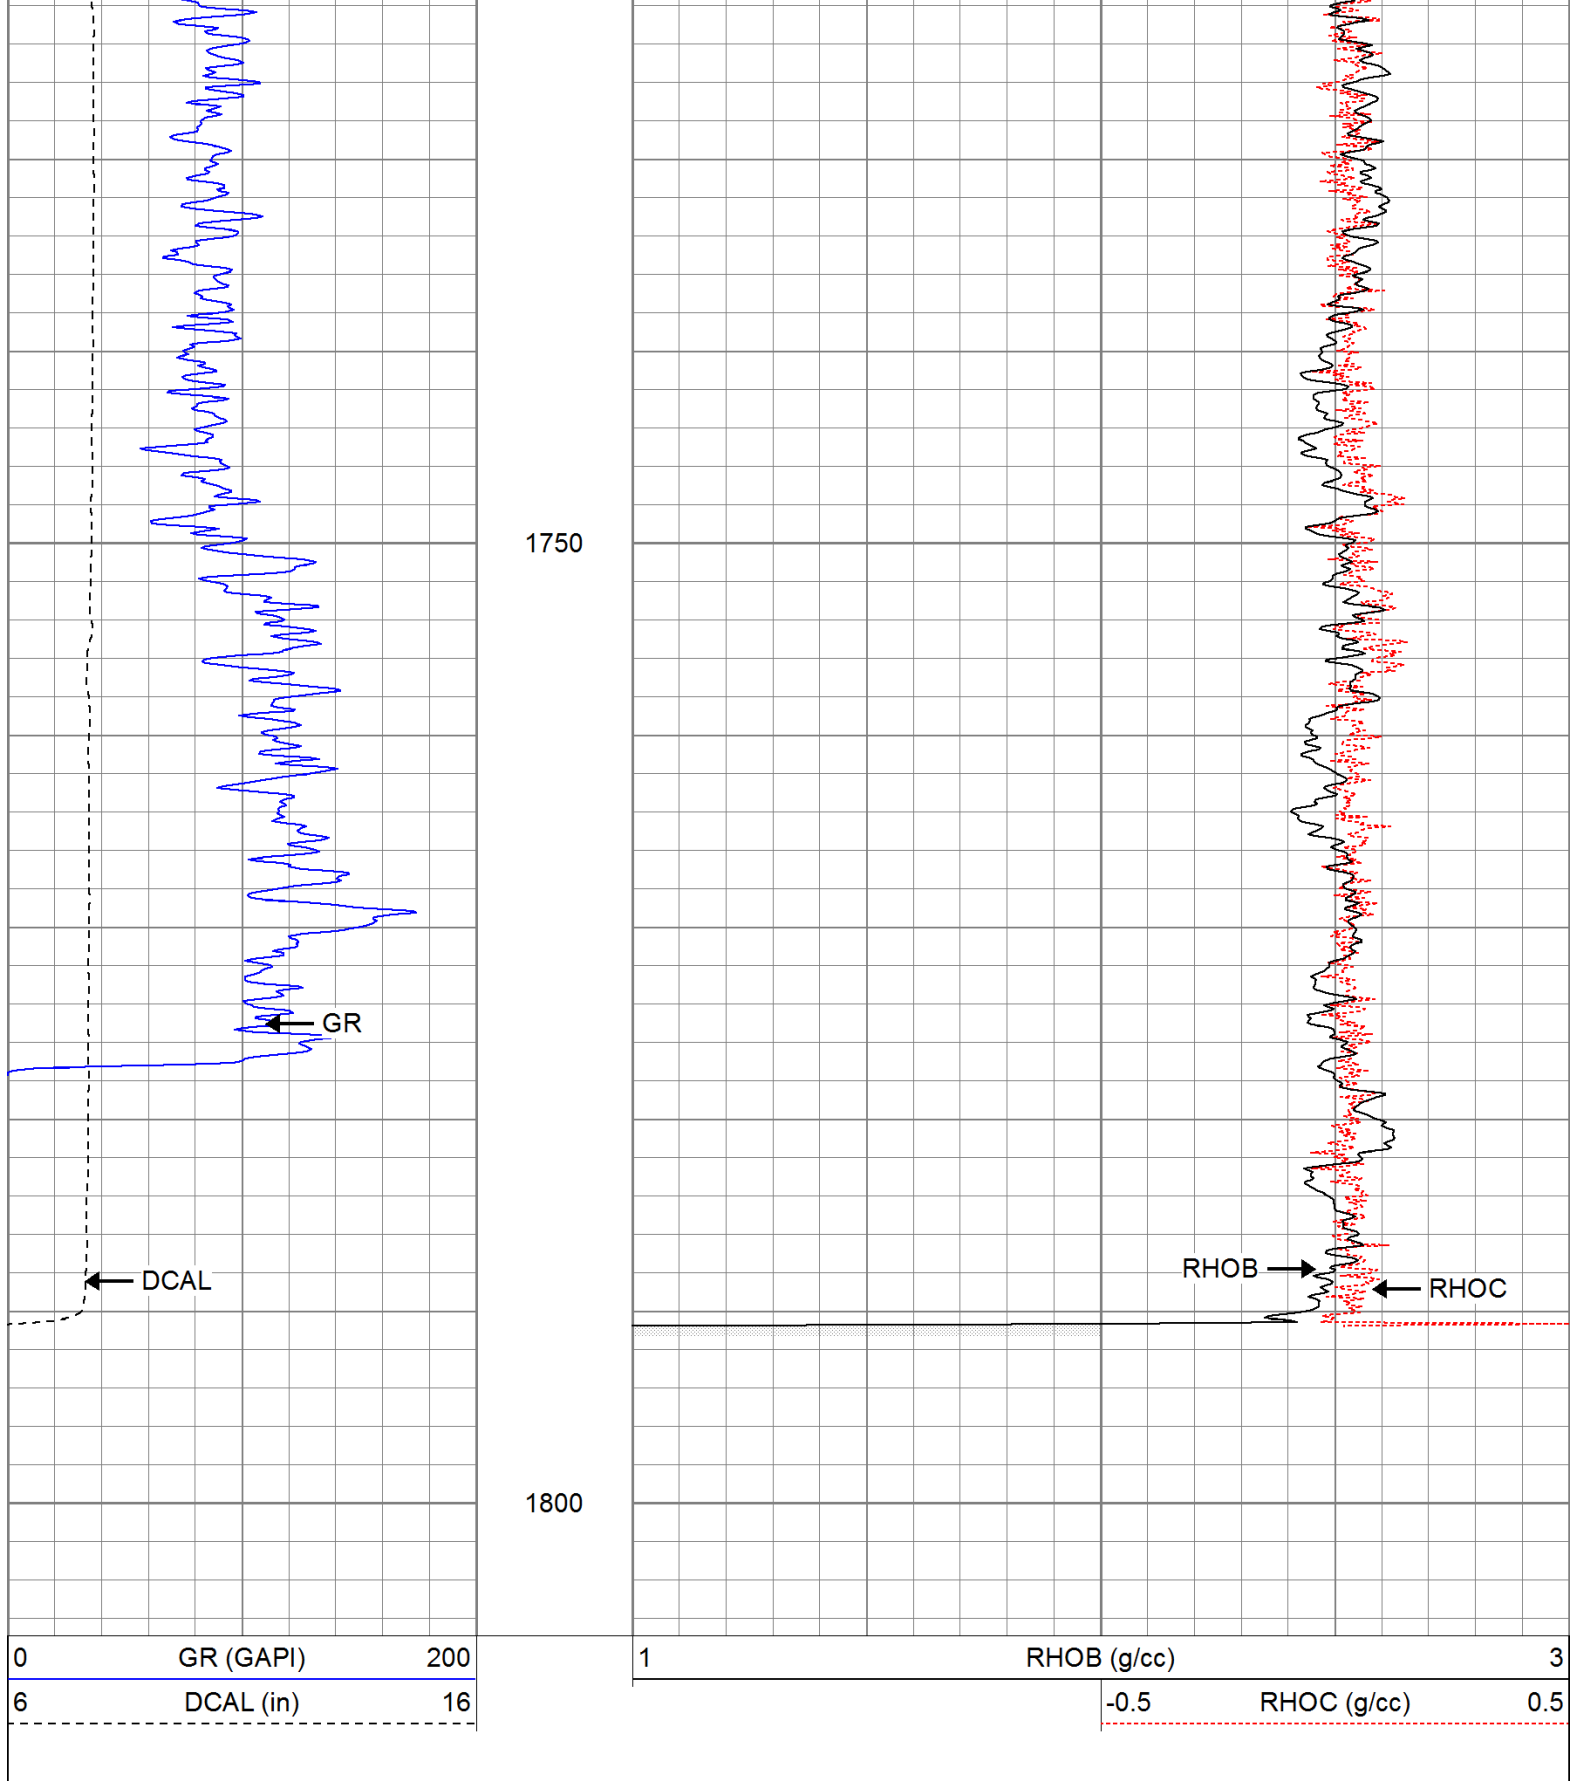 1750
GR
DCAL
RHOB
RHOC
1800
0 GR (GAPI) 200
1 RHOB (g/cc) 3
6 DCAL (in) 16
-0.5 RHOC (g/cc) 0.5